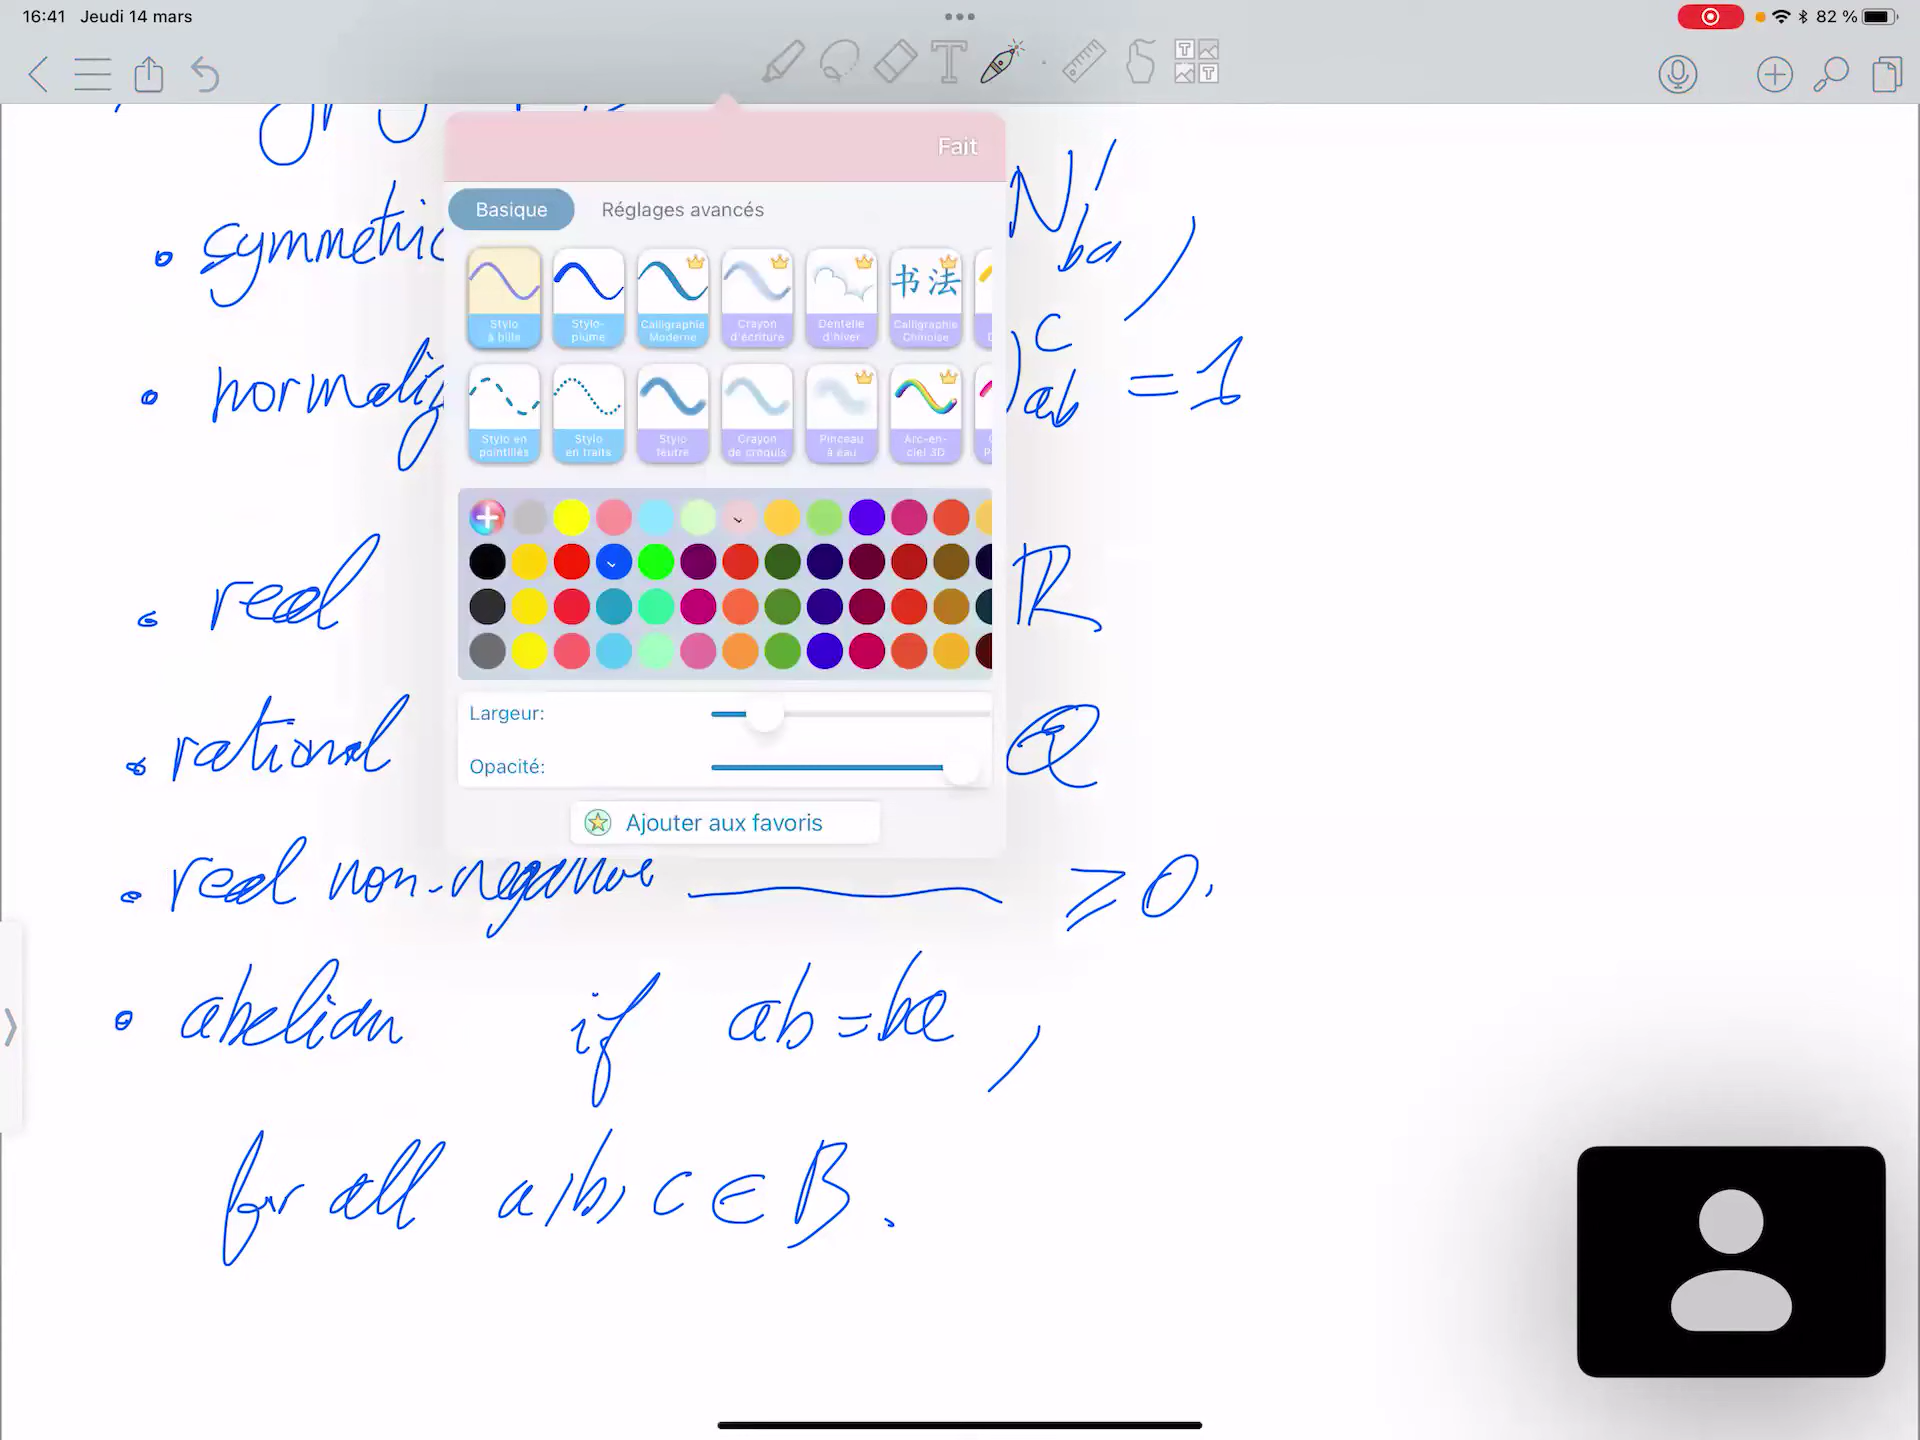 16:41 Jeudi 14 mars
82 %
Fait
Basique Réglages avancés
Stylo à bille
Stylo-plume
Calligraphie Moderne
Crayon d'écriture
Dentelle d'hiver
书法
Calligraphie Chinoise
Stylo en pointillés
Stylo en traits
Stylo feutre
Crayon de croquis
Pinceau à eau
Arc-en-ciel 3D
Largeur:
Opacité:
Ajouter aux favoris
• symmetric N ba ,
• normaliz c ab = 1
• real ℝ
• rational ℚ
• real non-negative ≥ 0.
• abelian if ab = ba ,
for all a, b, c ∈ B .